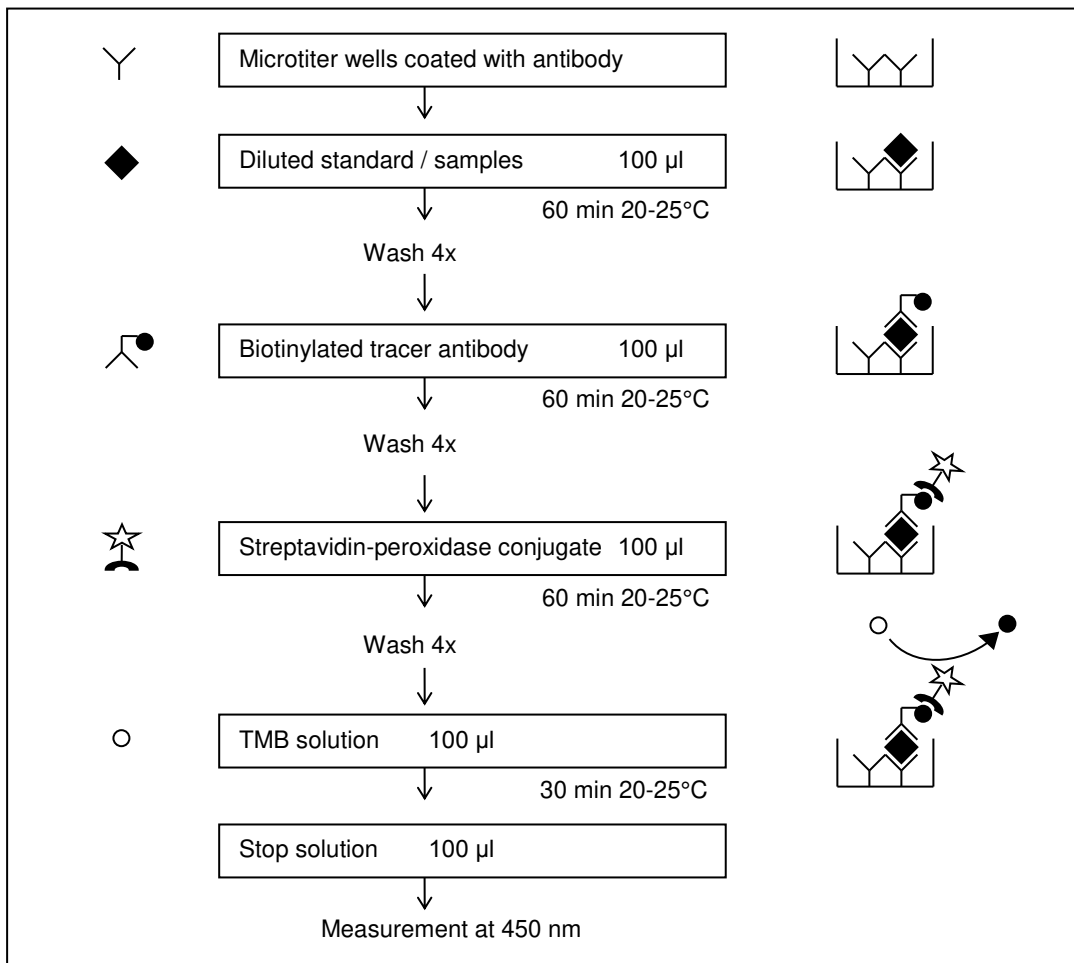 Microtiter wells coated with antibody
Diluted standard / samples 100 µl
60 min 20-25°C
Wash 4x
Biotinylated tracer antibody 100 µl
60 min 20-25°C
Wash 4x
Streptavidin-peroxidase conjugate 100 µl
60 min 20-25°C
Wash 4x
TMB solution 100 µl
30 min 20-25°C
Stop solution 100 µl
Measurement at 450 nm